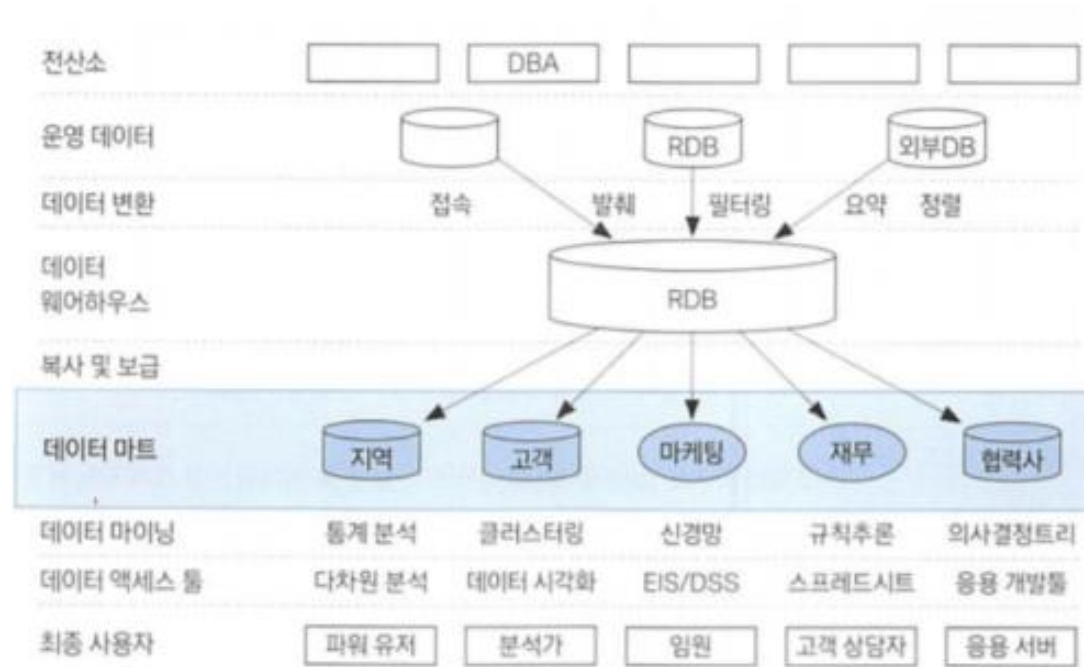 전산소 DBA
운영 데이터 RDB 외부DB
데이터 변환 접속 발췌 필터링 요약 정렬
데이터
웨어하우스 RDB
복사 및 보급
데이터 마트 지역 고객 마케팅 재무 협력사
데이터 마이닝 통계 분석 클러스터링 신경망 규칙추론 의사결정트리
데이터 액세스 툴 다차원 분석 데이터 시각화 EIS/DSS 스프레드시트 응용 개발툴
최종 사용자 파워 유저 분석가 임원 고객 상담자 응용 서버